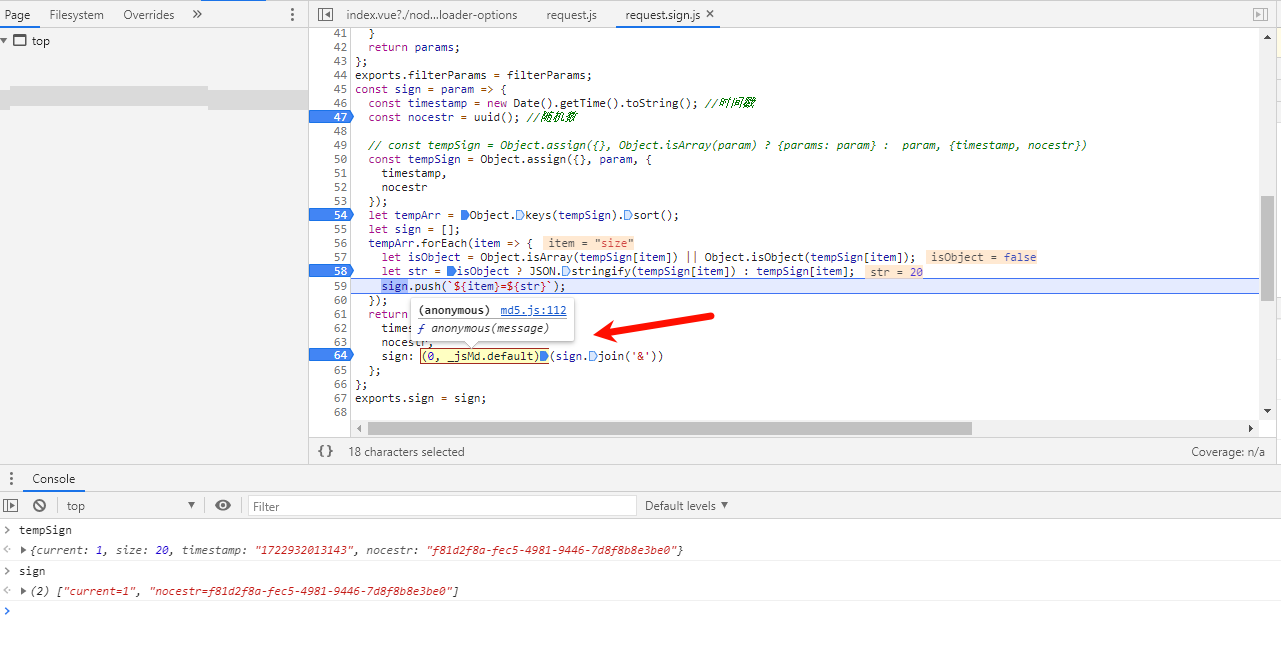 Page Filesystem Overrides »
index.vue?./nod...loader-options request.js request.sign.js ×
top
41 }
42 return params;
43 };
44 exports.filterParams = filterParams;
45 const sign = param => {
46 const timestamp = new Date().getTime().toString(); //时间戳
47 const nocestr = uuid(); //随机数
48
49 // const tempSign = Object.assign({}, Object.isArray(param) ? {params: param} :  param, {timestamp, nocestr})
50 const tempSign = Object.assign({}, param, {
51 timestamp,
52 nocestr
53 });
54 let tempArr = Object.keys(tempSign).sort();
55 let sign = [];
56 tempArr.forEach(item => { item = "size"
57 let isObject = Object.isArray(tempSign[item]) || Object.isObject(tempSign[item]); isObject = false
58 let str = isObject ? JSON.stringify(tempSign[item]) : tempSign[item]; str = 20
59 sign.push(`${item}=${str}`);
60 });
(anonymous) md5.js:112
61 return
ƒ anonymous(message)
62 times
63 nocestr,
64 sign: (0, _jsMd.default)(sign.join('&'))
65 };
66 };
67 exports.sign = sign;
68
{} 18 characters selected Coverage: n/a
Console
top Filter Default levels ▼
> tempSign
{current: 1, size: 20, timestamp: "1722932013143", nocestr: "f81d2f8a-fec5-4981-9446-7d8f8b8e3be0"}
> sign
(2) ["current=1", "nocestr=f81d2f8a-fec5-4981-9446-7d8f8b8e3be0"]
>